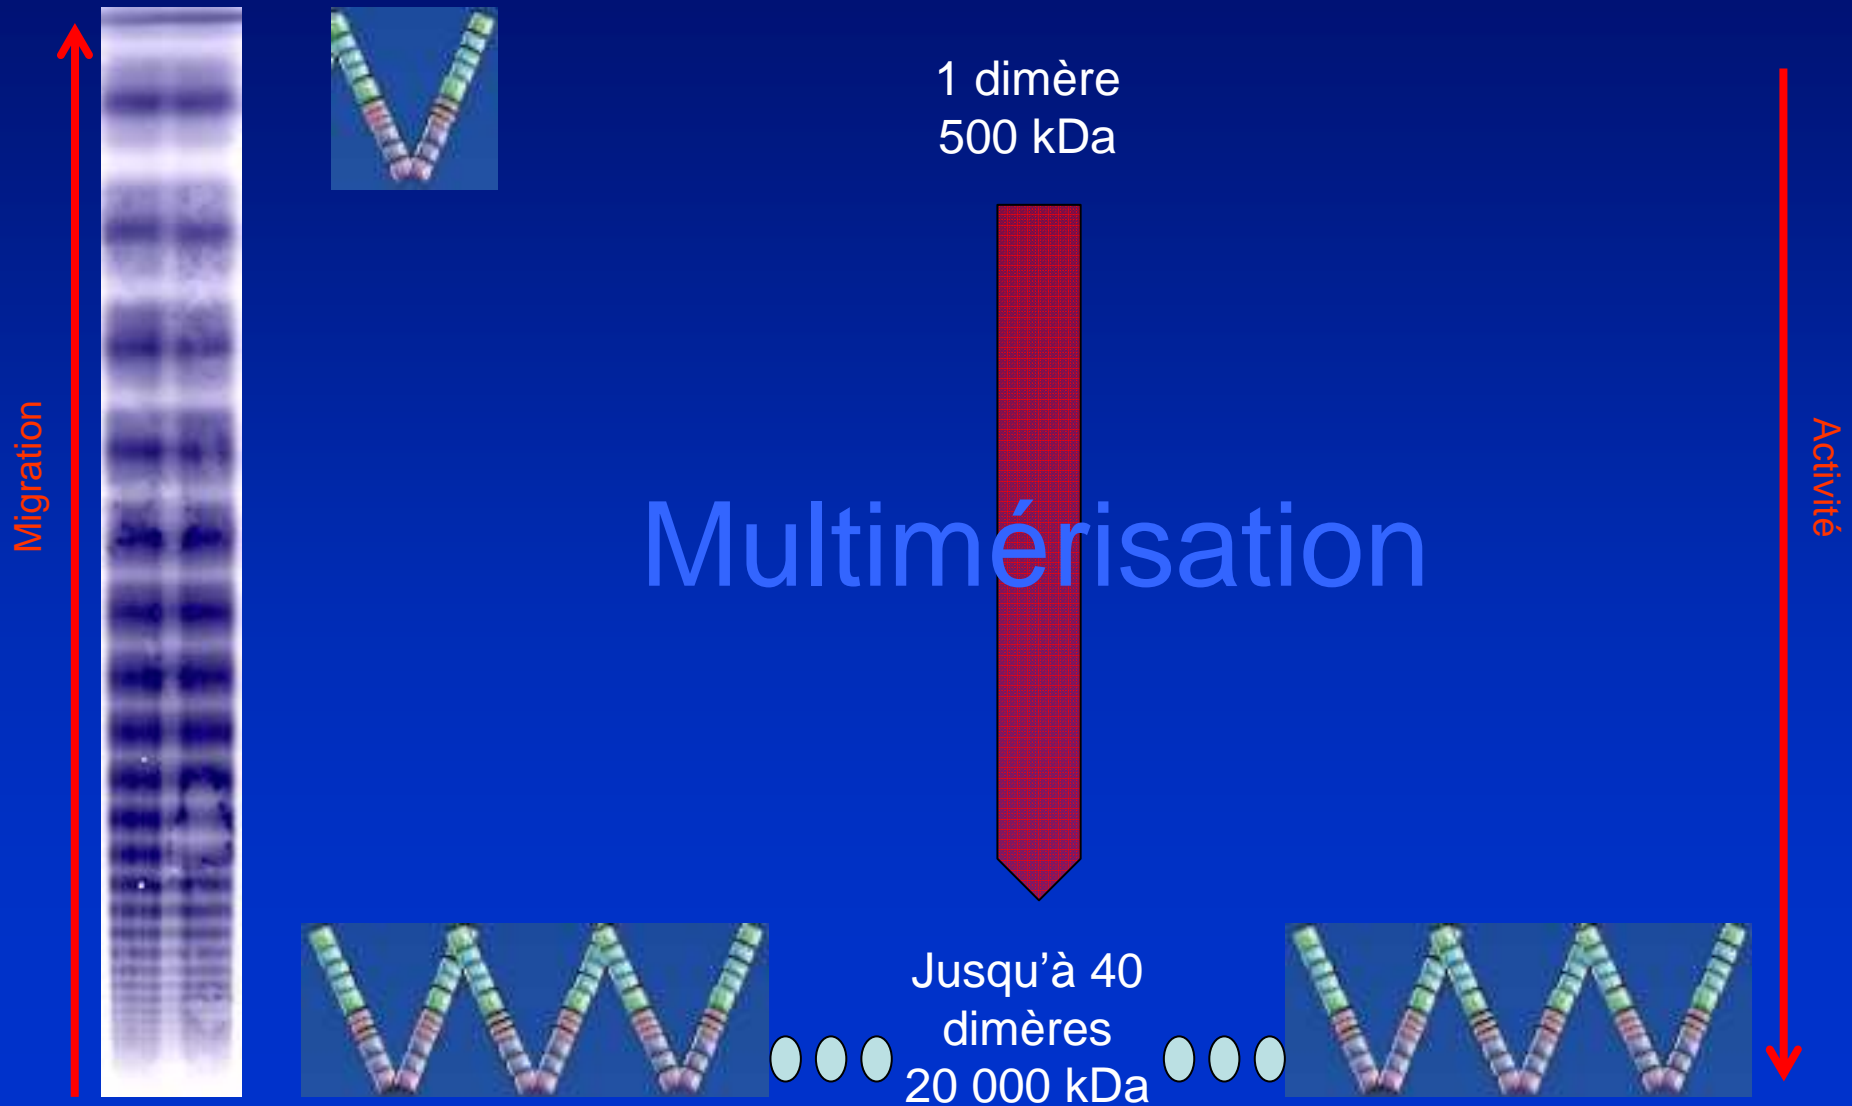 1 dimère
500 kDa
Migration
Multimérisation
Activité
Jusqu’à 40
dimères
20 000 kDa